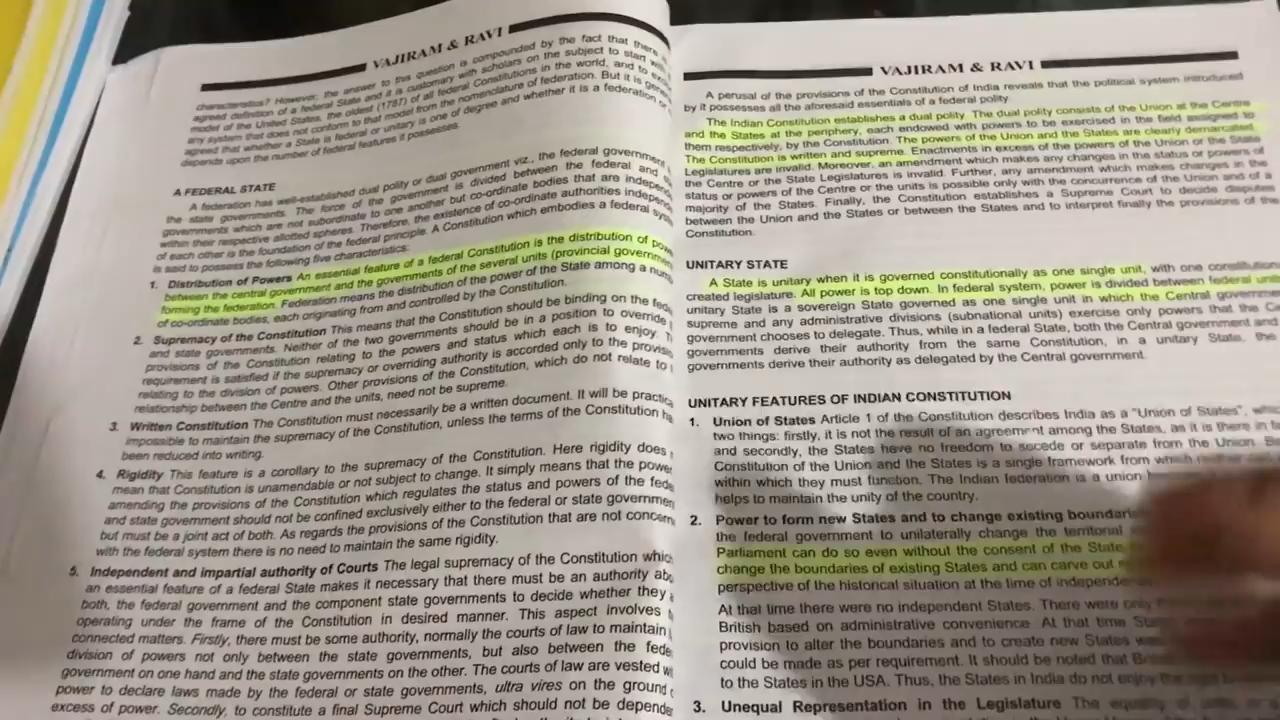 VAJIRAM & RAVI
characteristics? However, the answer to this question is compounded by the fact that there
agreed definition of a federal State and it is customary with scholars on the subject to start with
model of the United States, the oldest (1787) of all federal Constitutions in the world, and to
any system that does not conform to that model from the nomenclature of federation. But it is
agreed that whether a State is federal or unitary is one of degree and whether it is a federation or
depends upon the number of federal features it possesses.
A FEDERAL STATE
A federation has well-established dual polity or dual government viz., the federal government
the state governments. The force of the government is divided between the federal and
governments which are not subordinate to one another but co-ordinate bodies that are
within their respective allotted spheres. Therefore, the existence of co-ordinate authorities
of each other is the foundation of the federal principle. A Constitution which embodies a federal
is said to possess the following five characteristics:
1. Distribution of Powers An essential feature of a federal Constitution is the distribution of
between the central government and the governments of the several units (provincial
forming the federation. Federation means the distribution of the power of the State among a
of co-ordinate bodies, each originating from and controlled by the Constitution.
2. Supremacy of the Constitution This means that the Constitution should be binding on the
and state governments. Neither of the two governments should be in a position to override
provisions of the Constitution relating to the powers and status which each is to enjoy.
requirement is satisfied if the supremacy or overriding authority is accorded only to the
relating to the division of powers. Other provisions of the Constitution, which do not relate to
relationship between the Centre and the units, need not be supreme.
3. Written Constitution The Constitution must necessarily be a written document. It will be
impossible to maintain the supremacy of the Constitution, unless the terms of the Constitution
been reduced into writing.
4. Rigidity This feature is a corollary to the supremacy of the Constitution. Here rigidity does
mean that Constitution is unamendable or not subject to change. It simply means that the power
amending the provisions of the Constitution which regulates the status and powers of the
and state government should not be confined exclusively either to the federal or state
but must be a joint act of both. As regards the provisions of the Constitution that are not
with the federal system there is no need to maintain the same rigidity.
5. Independent and impartial authority of Courts The legal supremacy of the Constitution
an essential feature of a federal State makes it necessary that there must be an authority
both, the federal government and the component state governments to decide whether they
operating under the frame of the Constitution in desired manner. This aspect involves
connected matters. Firstly, there must be some authority, normally the courts of law to maintain
division of powers not only between the state governments, but also between the
government on one hand and the state governments on the other. The courts of law are vested
power to declare laws made by the federal or state governments, ultra vires on the ground
excess of power. Secondly, to constitute a final Supreme Court which should not be
VAJIRAM & RAVI
A perusal of the provisions of the Constitution of India reveals that the political system introduced
by it possesses all the aforesaid essentials of a federal polity.
The Indian Constitution establishes a dual polity. The dual polity consists of the Union at the Centre
and the States at the periphery, each endowed with powers to be exercised in the field assigned to
them respectively, by the Constitution. The powers of the Union and the States are clearly demarcated.
The Constitution is written and supreme. Enactments in excess of the powers of the Union or the State
Legislatures are invalid. Moreover, an amendment which makes any changes in the status or powers of
the Centre or the State Legislatures is invalid. Further, any amendment which makes changes in the
status or powers of the Centre or the units is possible only with the concurrence of the Union and of a
majority of the States. Finally, the Constitution establishes a Supreme Court to decide disputes
between the Union and the States or between the States and to interpret finally the provisions of the
Constitution.
UNITARY STATE
A State is unitary when it is governed constitutionally as one single unit, with one
created legislature. All power is top down. In federal system, power is divided between federal
unitary State is a sovereign State governed as one single unit in which the Central
supreme and any administrative divisions (subnational units) exercise only powers that the
government chooses to delegate. Thus, while in a federal State, both the Central government and
governments derive their authority from the same Constitution, in a unitary State, the
governments derive their authority as delegated by the Central government.
UNITARY FEATURES OF INDIAN CONSTITUTION
1. Union of States Article 1 of the Constitution describes India as a "Union of States",
two things: firstly, it is not the result of an agreement among the States, as it is there in
and secondly, the States have no freedom to secede or separate from the Union.
Constitution of the Union and the States is a single framework from which
within which they must function. The Indian federation is a union
helps to maintain the unity of the country.
2. Power to form new States and to change existing
the federal government to unilaterally change the territorial
Parliament can do so even without the consent of the State
change the boundaries of existing States and can carve out
perspective of the historical situation at the time of
At that time there were no independent States. There were only
British based on administrative convenience. At that time
provision to alter the boundaries and to create new States
could be made as per requirement. It should be noted that
to the States in the USA. Thus, the States in India do not enjoy
3. Unequal Representation in the Legislature The